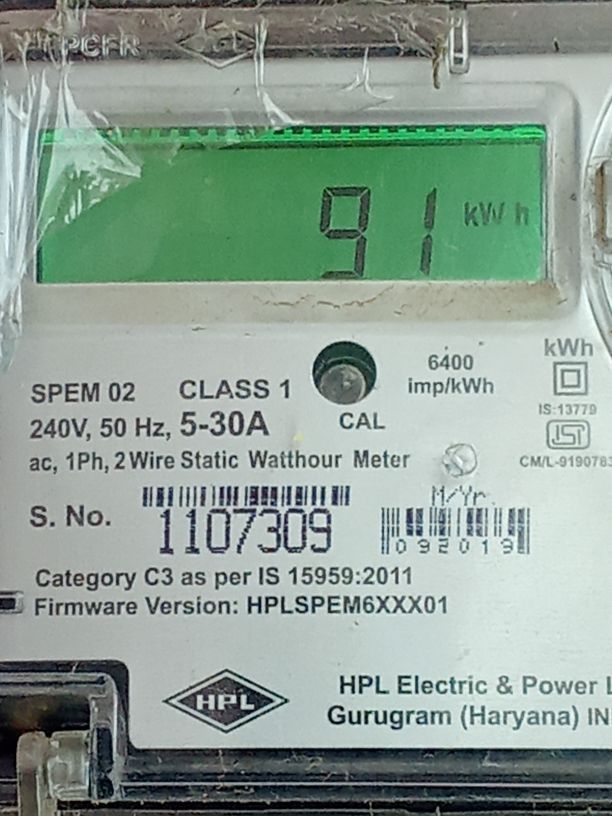 91 kWh
6400
imp/kWh
kWh
SPEM 02 CLASS 1
IS:13779
240V, 50 Hz, 5-30A
CAL
ac, 1Ph, 2 Wire Static Watthour Meter
CM/L-9190783
M/Yr.
S. No. 1107309
092019
Category C3 as per IS 15959:2011
Firmware Version: HPLSPEM6XXX01
HPL
HPL Electric & Power
Gurugram (Haryana) IN